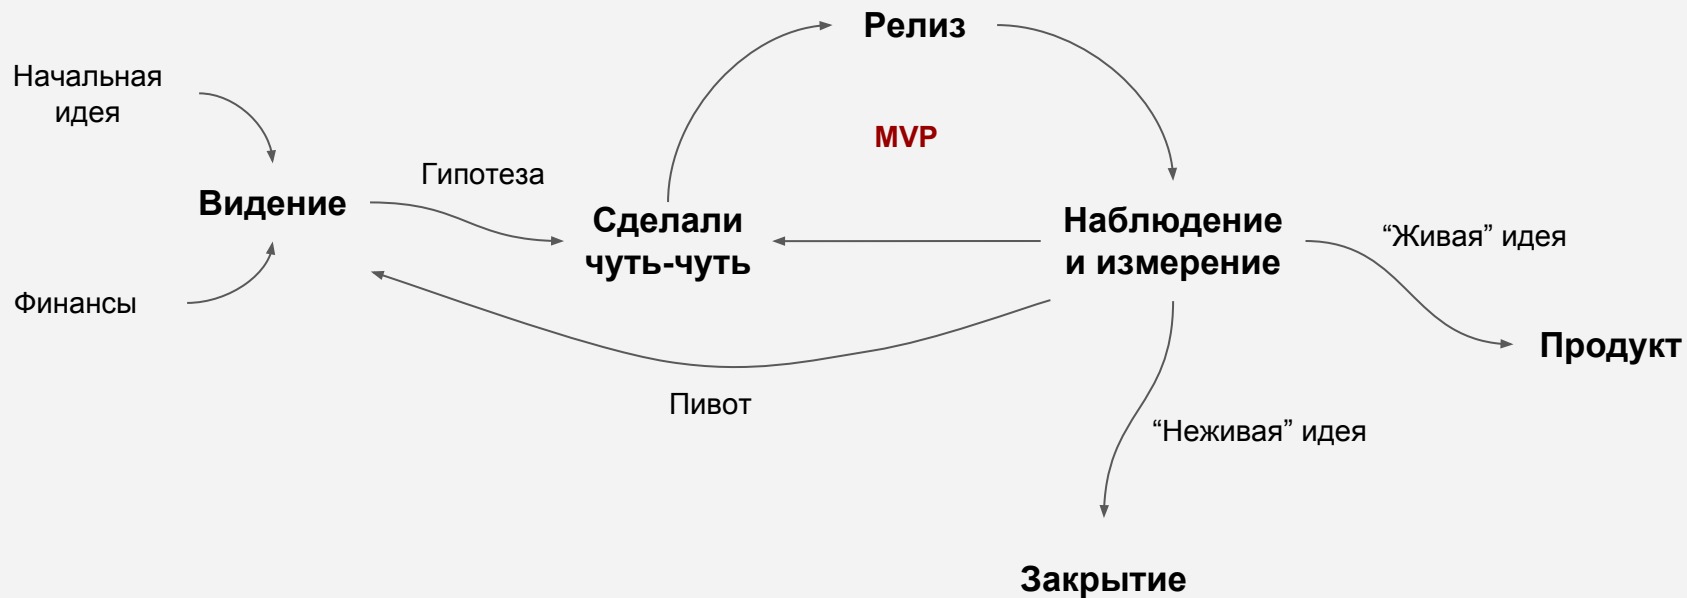 Релиз
Начальная
идея
MVP
Гипотеза
Видение
Сделали
чуть-чуть
Наблюдение
и измерение
“Живая” идея
Финансы
Продукт
Пивот
“Неживая” идея
Закрытие